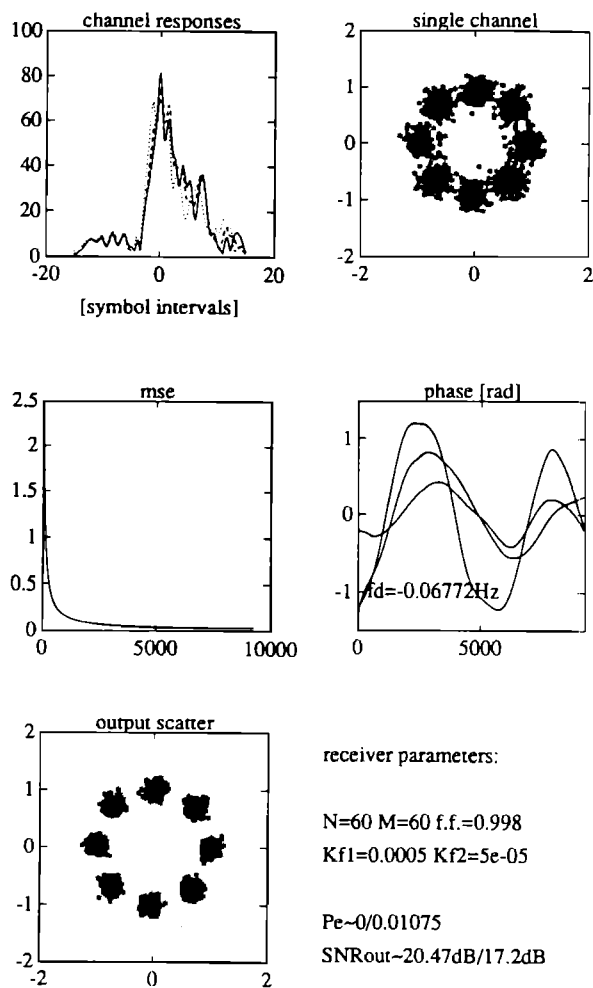 channel responses
100
80
60
40
20
0
-20 0 20
[symbol intervals]
single channel
2
1
0
-1
-2
-2 0 2
mse
2.5
2
1.5
1
0.5
0
0 5000 10000
phase [rad]
1
0
-1
fd=-0.06772Hz
0 5000
output scatter
2
1
0
-1
-2
-2 0 2
receiver parameters:
N=60 M=60 f.f.=0.998
Kf1=0.0005 Kf2=5e-05
Pe~0/0.01075
SNRout~20.47dB/17.2dB